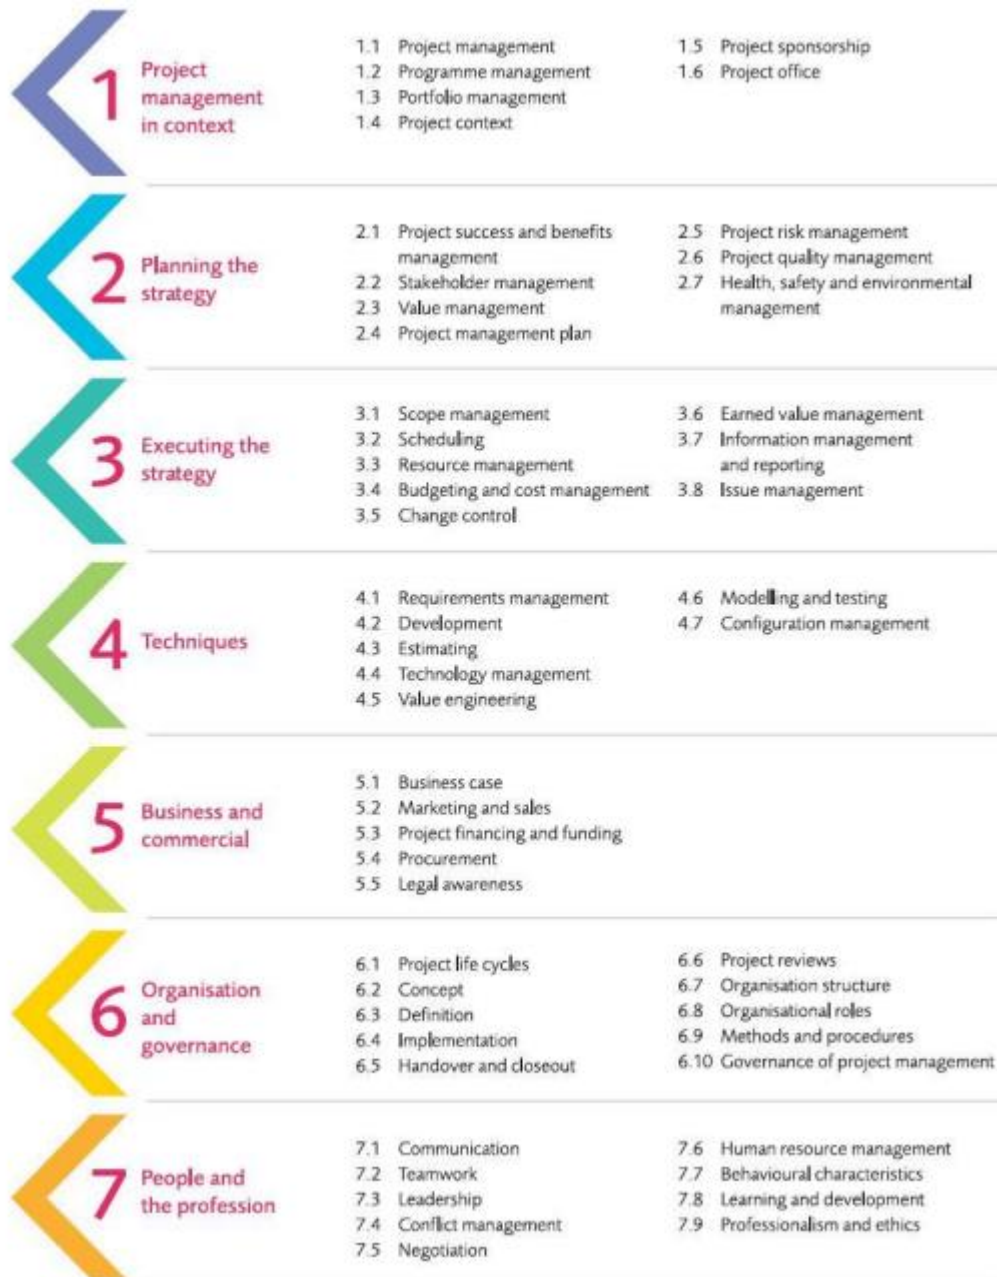 1
Project
management
in context
1.1 Project management
1.2 Programme management
1.3 Portfolio management
1.4 Project context
1.5 Project sponsorship
1.6 Project office
2
Planning the
strategy
2.1 Project success and benefits
management
2.2 Stakeholder management
2.3 Value management
2.4 Project management plan
2.5 Project risk management
2.6 Project quality management
2.7 Health, safety and environmental
management
3
Executing the
strategy
3.1 Scope management
3.2 Scheduling
3.3 Resource management
3.4 Budgeting and cost management
3.5 Change control
3.6 Earned value management
3.7 Information management
and reporting
3.8 Issue management
4
Techniques
4.1 Requirements management
4.2 Development
4.3 Estimating
4.4 Technology management
4.5 Value engineering
4.6 Modelling and testing
4.7 Configuration management
5
Business and
commercial
5.1 Business case
5.2 Marketing and sales
5.3 Project financing and funding
5.4 Procurement
5.5 Legal awareness
6
Organisation
and
governance
6.1 Project life cycles
6.2 Concept
6.3 Definition
6.4 Implementation
6.5 Handover and closeout
6.6 Project reviews
6.7 Organisation structure
6.8 Organisational roles
6.9 Methods and procedures
6.10 Governance of project management
7
People and
the profession
7.1 Communication
7.2 Teamwork
7.3 Leadership
7.4 Conflict management
7.5 Negotiation
7.6 Human resource management
7.7 Behavioural characteristics
7.8 Learning and development
7.9 Professionalism and ethics